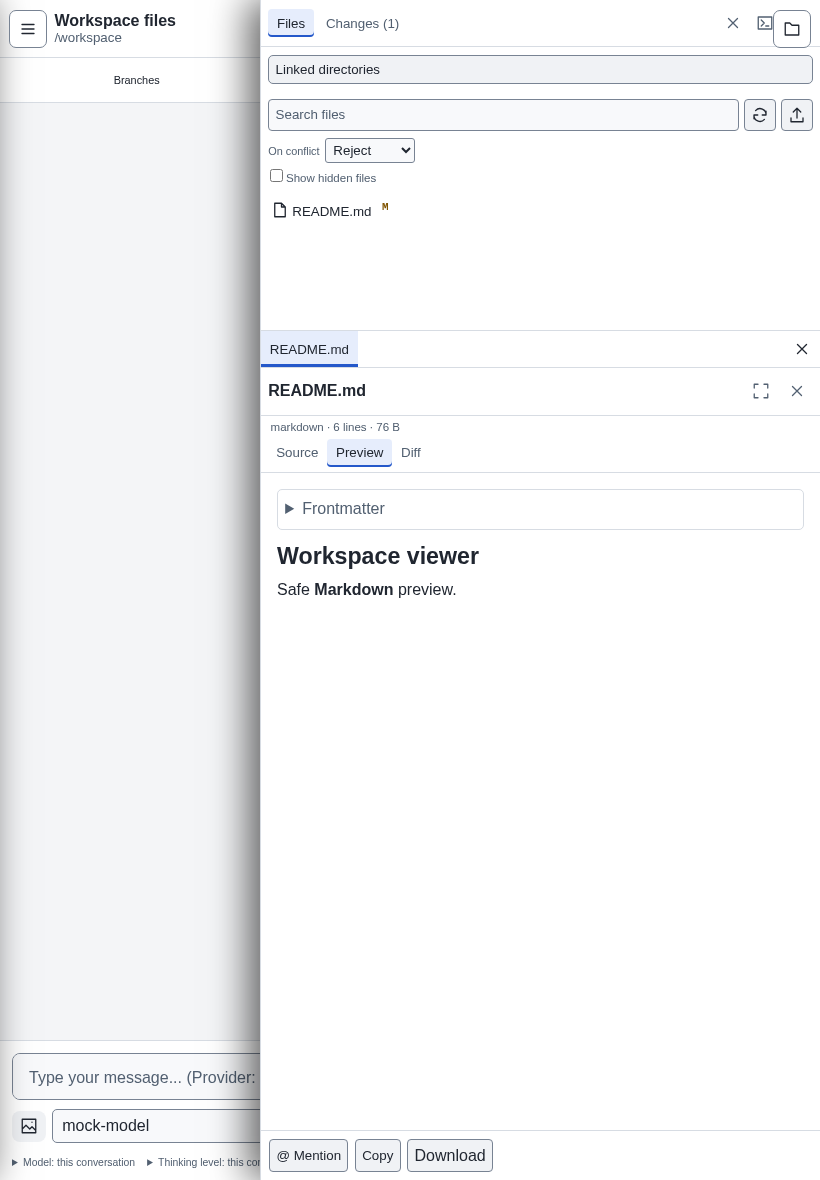 Workspace files
/workspace
Branches
Type your message... (Provider:
mock-model
Model: this conversation
Thinking level: this con
Files
Changes (1)
Linked directories
Search files
On conflict
Reject
Show hidden files
README.md
M
README.md
README.md
markdown · 6 lines · 76 B
Source
Preview
Diff
Frontmatter
Workspace viewer
Safe Markdown preview.
@ Mention
Copy
Download